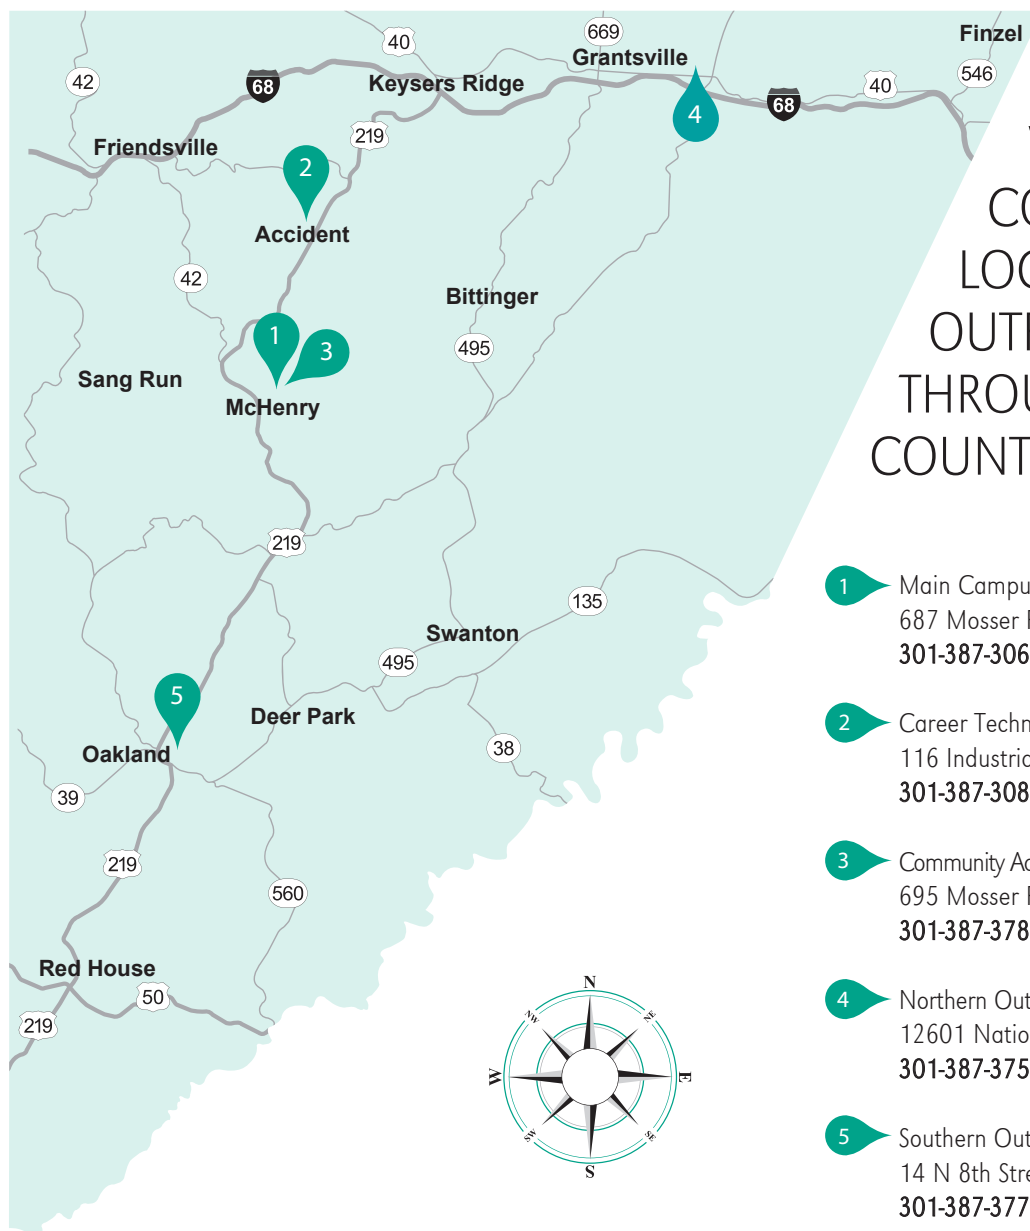 Finzel
669
40
Grantsville
546
42
68
Keysers Ridge
40
68
4
219
Friendsville
2
Accident
42
Bittinger
1
3
495
Sang Run
McHenry
219
135
Swanton
495
5
Deer Park
38
Oakland
39
219
560
Red House
50
219
N
NW
NE
W
E
SW
SE
S
CO
LOC
OUT
THROU
COUNT
1
Main Campu
687 Mosser
301-387-306
2
Career Techn
116 Industri
301-387-308
3
Community A
695 Mosser
301-387-378
4
Northern Out
12601 Natio
301-387-375
5
Southern Out
14 N 8th Stre
301-387-377